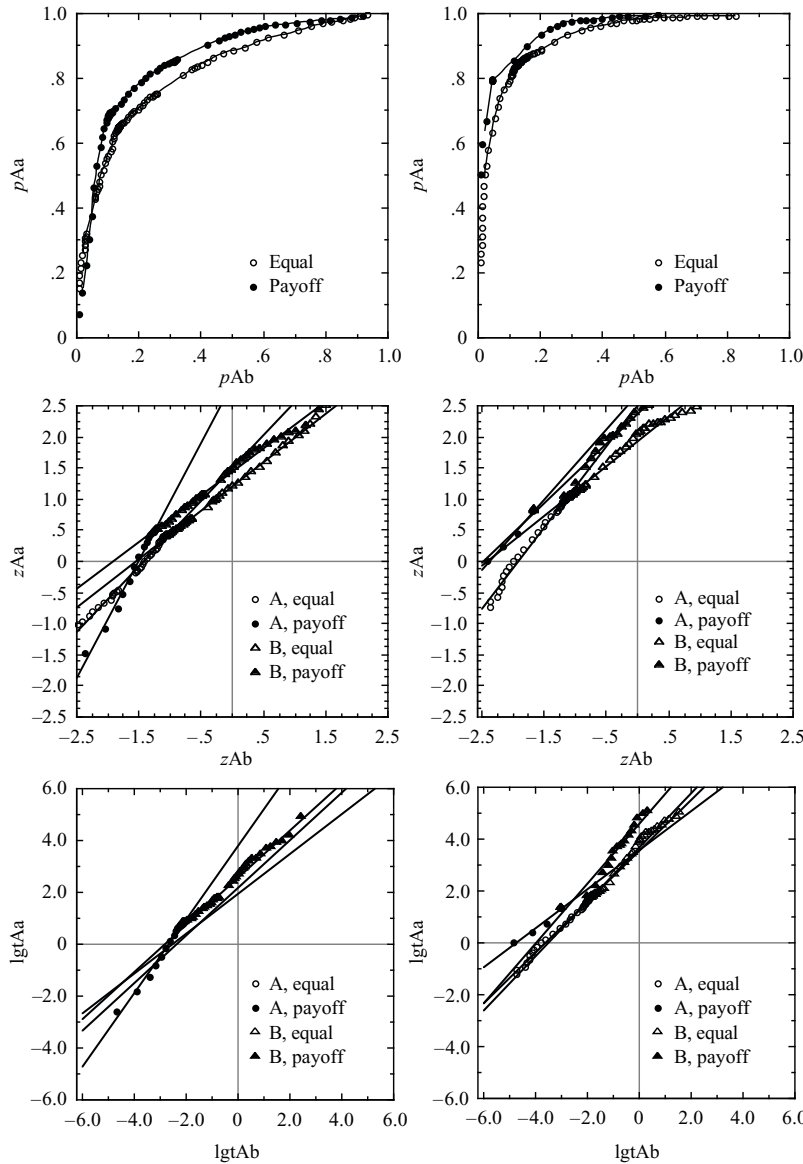 1.0
.8
.6
.4
.2
0
pAa
Equal
Payoff
0 .2 .4 .6 .8 1.0
pAb
1.0
.8
.6
.4
.2
0
pAa
Equal
Payoff
0 .2 .4 .6 .8 1.0
pAb
2.5
2.0
1.5
1.0
.5
0
−.5
−1.0
−1.5
−2.0
−2.5
zAa
A, equal
A, payoff
B, equal
B, payoff
−2.5 −1.5 −.5 .5 1.5 2.5
zAb
2.5
2.0
1.5
1.0
.5
0
−.5
−1.0
−1.5
−2.0
−2.5
zAa
A, equal
A, payoff
B, equal
B, payoff
−2.5 −1.5 −.5 .5 1.5 2.5
zAb
6.0
4.0
2.0
0
−2.0
−4.0
−6.0
lgtAa
A, equal
A, payoff
B, equal
B, payoff
−6.0 −4.0 −2.0 0 2.0 4.0 6.0
lgtAb
6.0
4.0
2.0
0
−2.0
−4.0
−6.0
lgtAa
A, equal
A, payoff
B, equal
B, payoff
−6.0 −4.0 −2.0 0 2.0 4.0 6.0
lgtAb